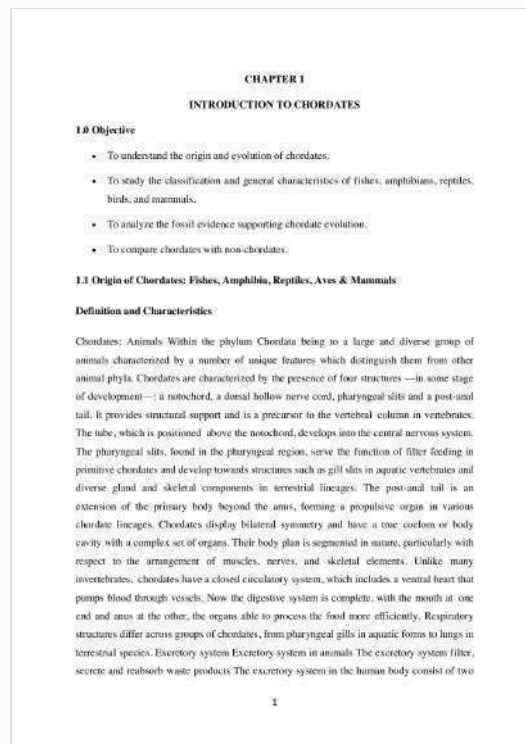 CHAPTER 1
INTRODUCTION TO CHORDATES
1.0 Objective
• To understand the origin and evolution of chordates.
• To study the classification and general characteristics of fishes, amphibians, reptiles,
birds, and mammals.
• To analyze the fossil evidence supporting chordate evolution.
• To compare chordates with non-chordates.
1.1 Origin of Chordates: Fishes, Amphibia, Reptiles, Aves & Mammals
Definition and Characteristics
Chordates: Animals Within the phylum Chordata being to a large and diverse group of
animals characterized by a number of unique features which distinguish them from other
animal phyla. Chordates are characterized by the presence of four structures —in some stage
of development—: a notochord, a dorsal hollow nerve cord, pharyngeal slits and a post-anal
tail. It provides structural support and is a precursor to the vertebral column in vertebrates.
The tube, which is positioned above the notochord, develops into the central nervous system.
The pharyngeal slits, found in the pharyngeal region, serve the function of filter feeding in
primitive chordates and develop towards structures such as gill slits in aquatic vertebrates and
diverse gland and skeletal components in terrestrial lineages. The post-anal tail is an
extension of the primary body beyond the anus, forming a propulsive organ in various
chordate lineages. Chordates display bilateral symmetry and have a true coelom or body
cavity with a complex set of organs. Their body plan is segmented in nature, particularly with
respect to the arrangement of muscles, nerves, and skeletal elements. Unlike many
invertebrates, chordates have a closed circulatory system, which includes a ventral heart that
pumps blood through vessels. Now the digestive system is complete, with the mouth at one
end and anus at the other, the organs able to process the food more efficiently. Respiratory
structures differ across groups of chordates, from pharyngeal gills in aquatic forms to lungs in
terrestrial species. Excretory system Excretory system in animals The excretory system filter,
secrete and reabsorb waste products The excretory system in the human body consist of two
1